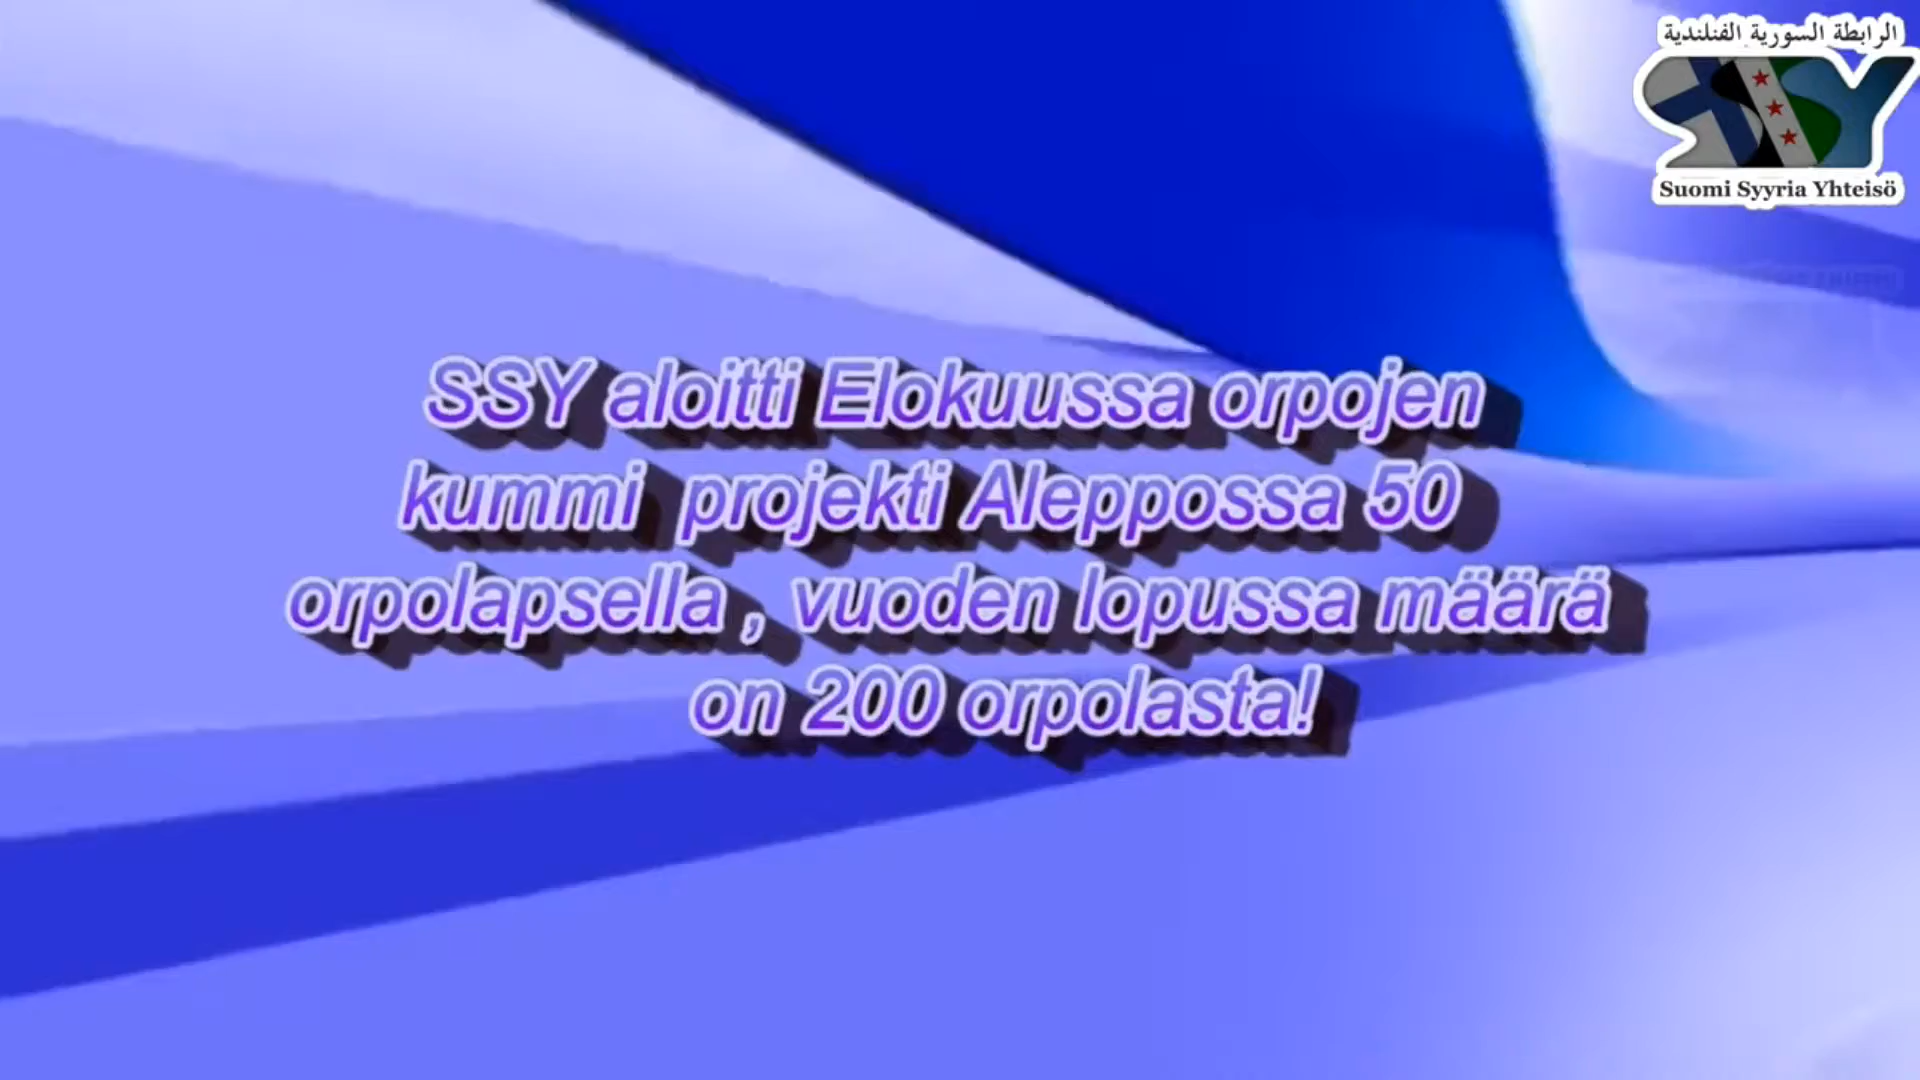 الرابطة السورية الفنلندية
SSY
Suomi Syyria Yhteisö
SSY aloitti Elokuussa orpojen
kummi projekti Aleppossa 50
orpolapsella , vuoden lopussa määrä
on 200 orpolasta!